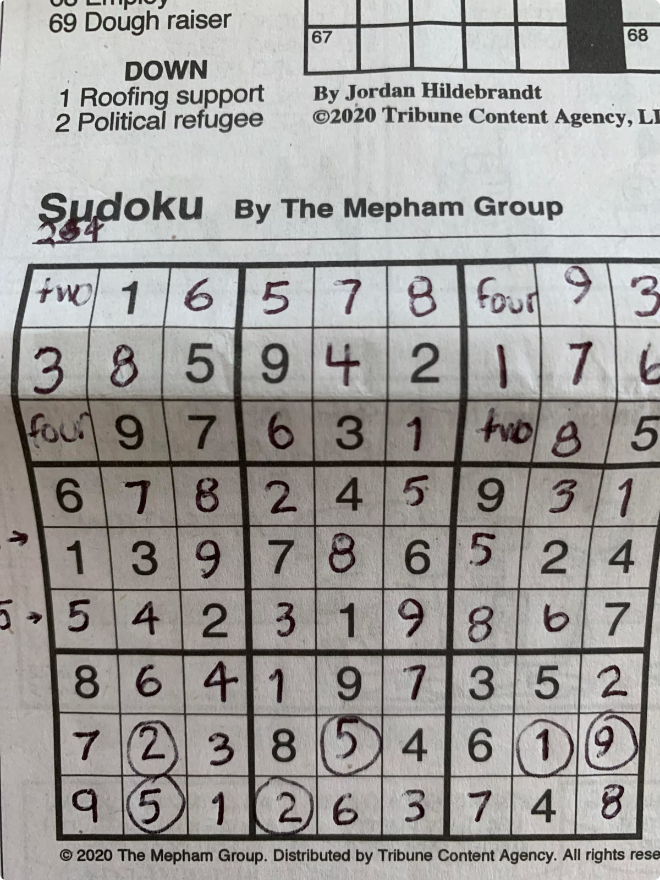 69 Dough raiser
DOWN
1 Roofing support
2 Political refugee
67 68
By Jordan Hildebrandt
©2020 Tribune Content Agency, LL
Sudoku By The Mepham Group
two 1 6 5 7 8 four 9 3
3 8 5 9 4 2 1 7 6
four 9 7 6 3 1 two 8 5
6 7 8 2 4 5 9 3 1
1 3 9 7 8 6 5 2 4
5 4 2 3 1 9 8 6 7
8 6 4 1 9 7 3 5 2
7 2 3 8 5 4 6 1 9
9 5 1 2 6 3 7 4 8
© 2020 The Mepham Group. Distributed by Tribune Content Agency. All rights rese